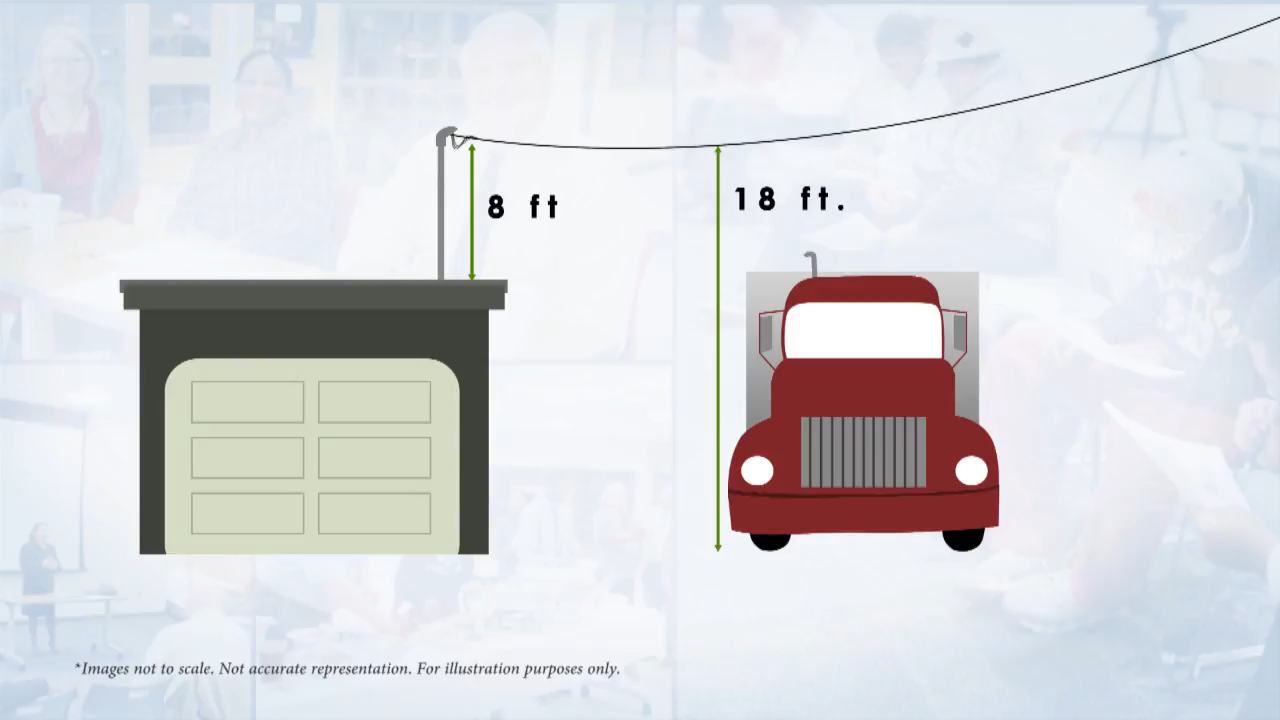 8 ft
18 ft.
*Images not to scale. Not accurate representation. For illustration purposes only.